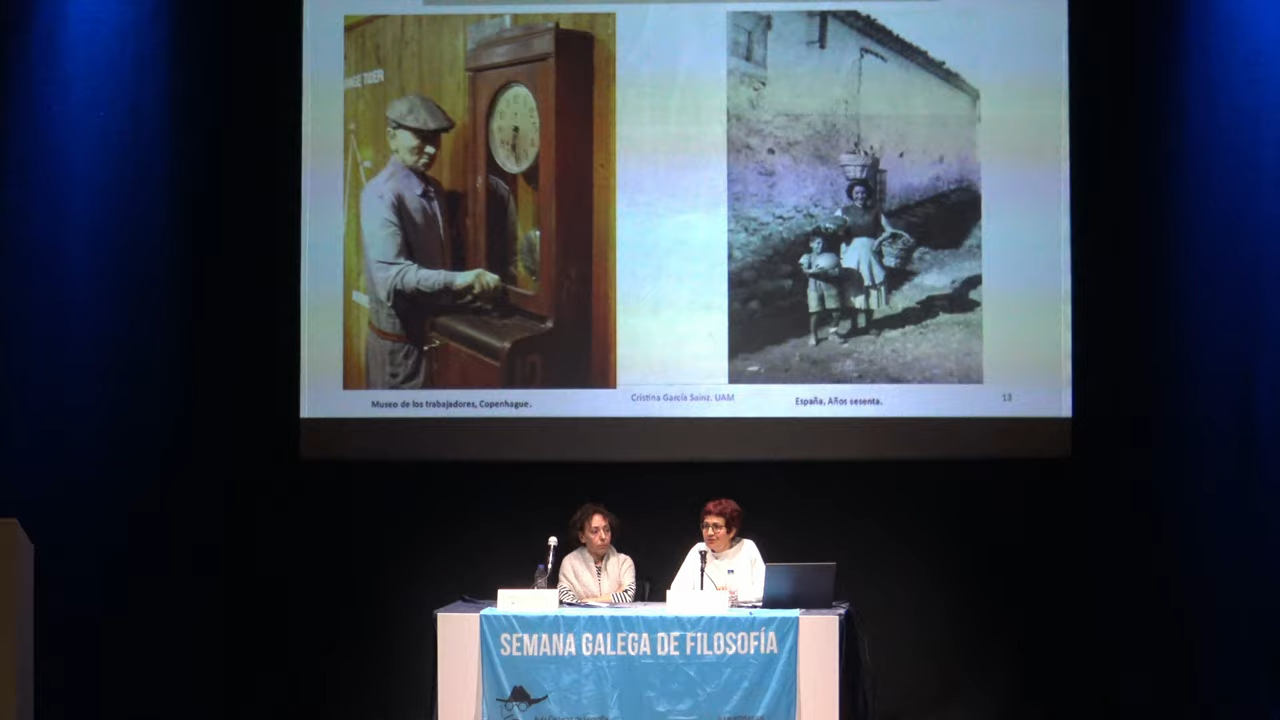 Museo de los trabajadores, Copenhague.
Cristina García Sainz. UAM
España, Años sesenta.
13
SEMANA GALEGA DE FILOSOFÍA